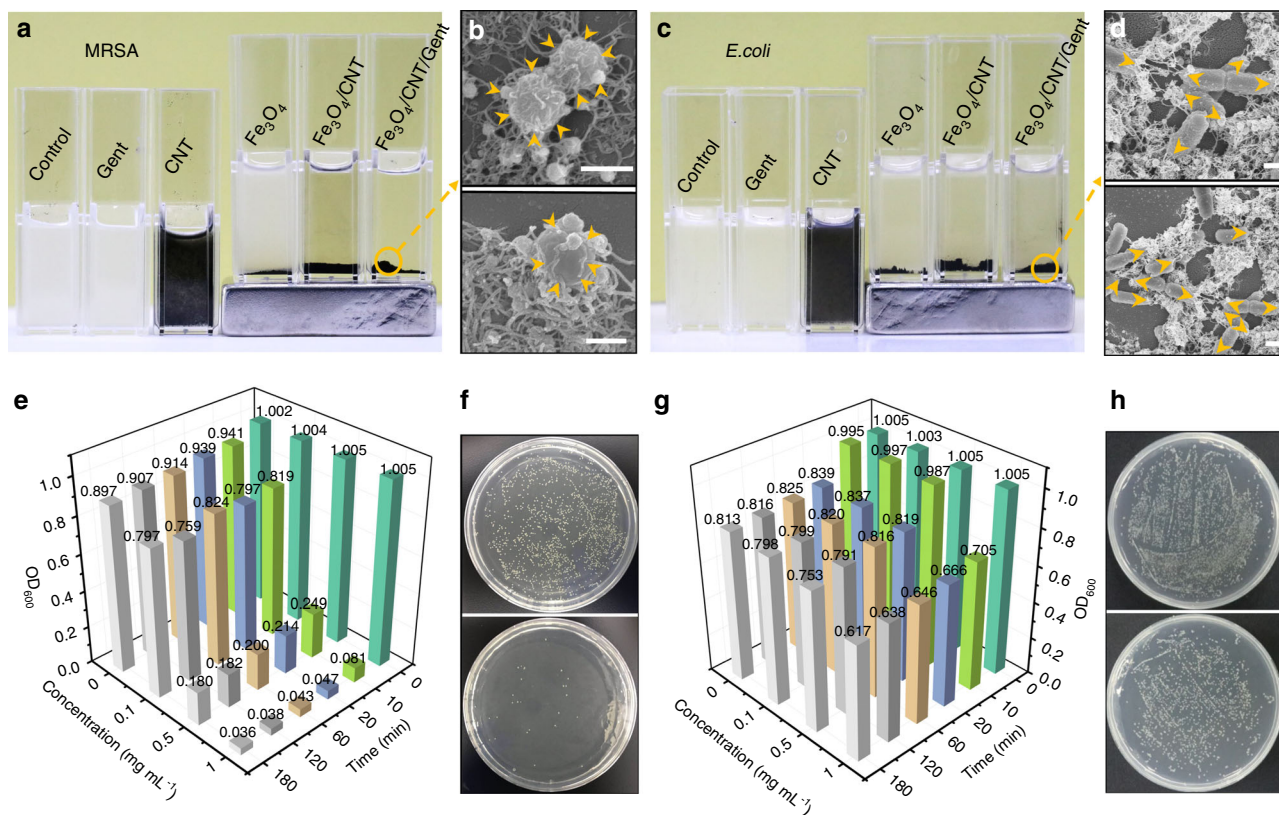 a
MRSA
Control
Gent
CNT
Fe₃O₄
Fe₃O₄/CNT
Fe₃O₄/CNT/Gent
b
c
E.coli
Control
Gent
CNT
Fe₃O₄
Fe₃O₄/CNT
Fe₃O₄/CNT/Gent
d
e
OD₆₀₀
1.0
0.8
0.6
0.4
0.2
0.0
0.897
0.907
0.914
0.939
0.941
1.002
0.797
0.759
0.824
0.797
0.819
1.004
0.180
0.182
0.200
0.214
0.249
1.005
0.036
0.038
0.043
0.047
0.081
1.005
0
0.1
0.5
1
Concentration (mg mL⁻¹)
180
120
60
20
10
0
Time (min)
f
g
0.813
0.816
0.825
0.839
0.995
1.005
0.798
0.799
0.820
0.837
0.997
1.003
0.753
0.791
0.816
0.819
0.987
1.005
0.617
0.638
0.646
0.666
0.705
1.005
1.0
0.8
0.6
0.4
0.2
0.0
OD₆₀₀
0
0.1
0.5
1
Concentration (mg mL⁻¹)
180
120
60
20
10
0
Time (min)
h